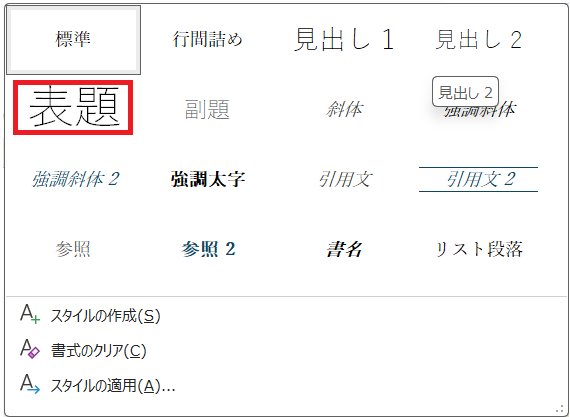 標準 行間詰め 見出し 1 見出し 2
表題 副題 斜体 強調斜体
見出し 2
強調斜体 2 強調太字 引用文 引用文 2
参照 参照 2 書名 リスト段落
スタイルの作成(S)
書式のクリア(C)
スタイルの適用(A)...